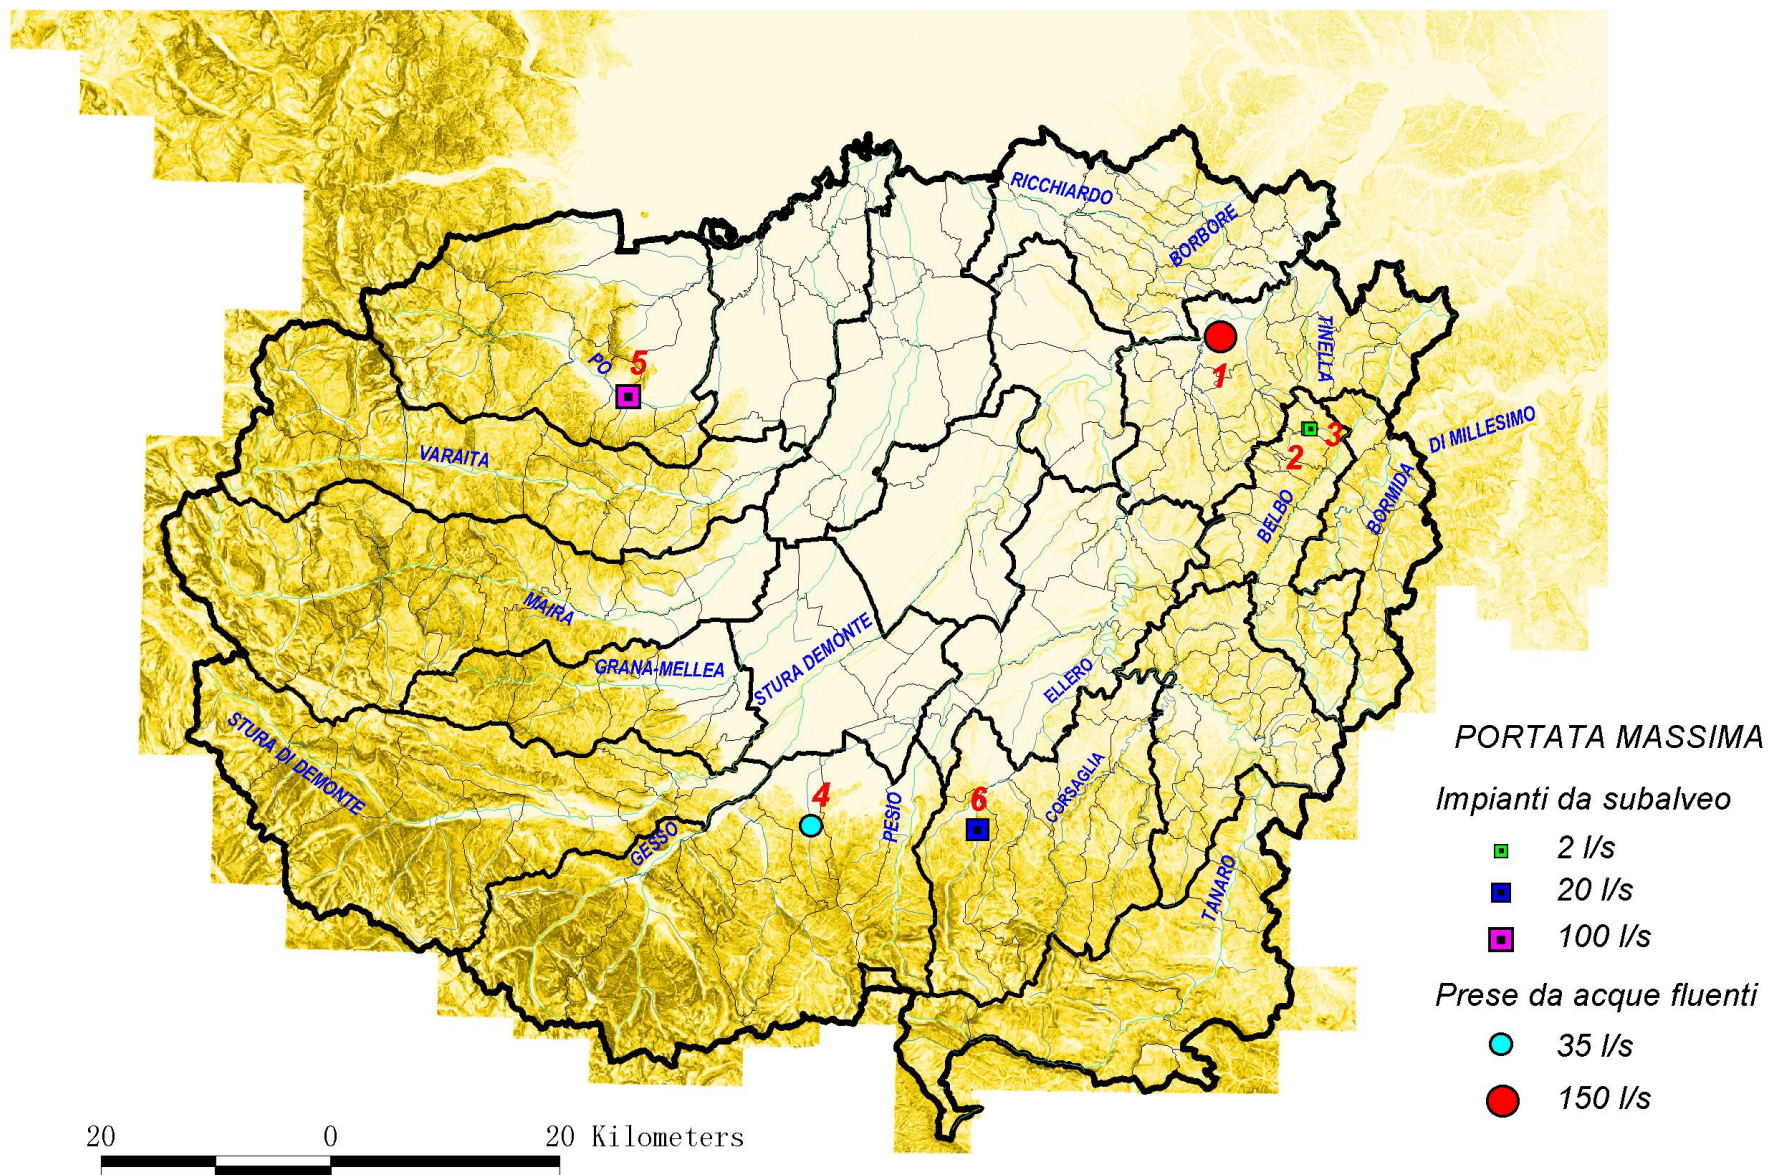 RICCHIARDO
BORBORE
TINELLA
1
5
PO
DI MILLESIMO
3
2
VARAITA
BORMIDA
BELBO
MAIRA
STURA DEMONTE
GRANA-MELLEA
ELLERO
STURA DI DEMONTE
CORSAGLIA
4
6
PESIO
GESSO
TANARO
PORTATA MASSIMA
Impianti da subalveo
2 l/s
20 l/s
100 l/s
Prese da acque fluenti
35 l/s
150 l/s
20 0 20 Kilometers